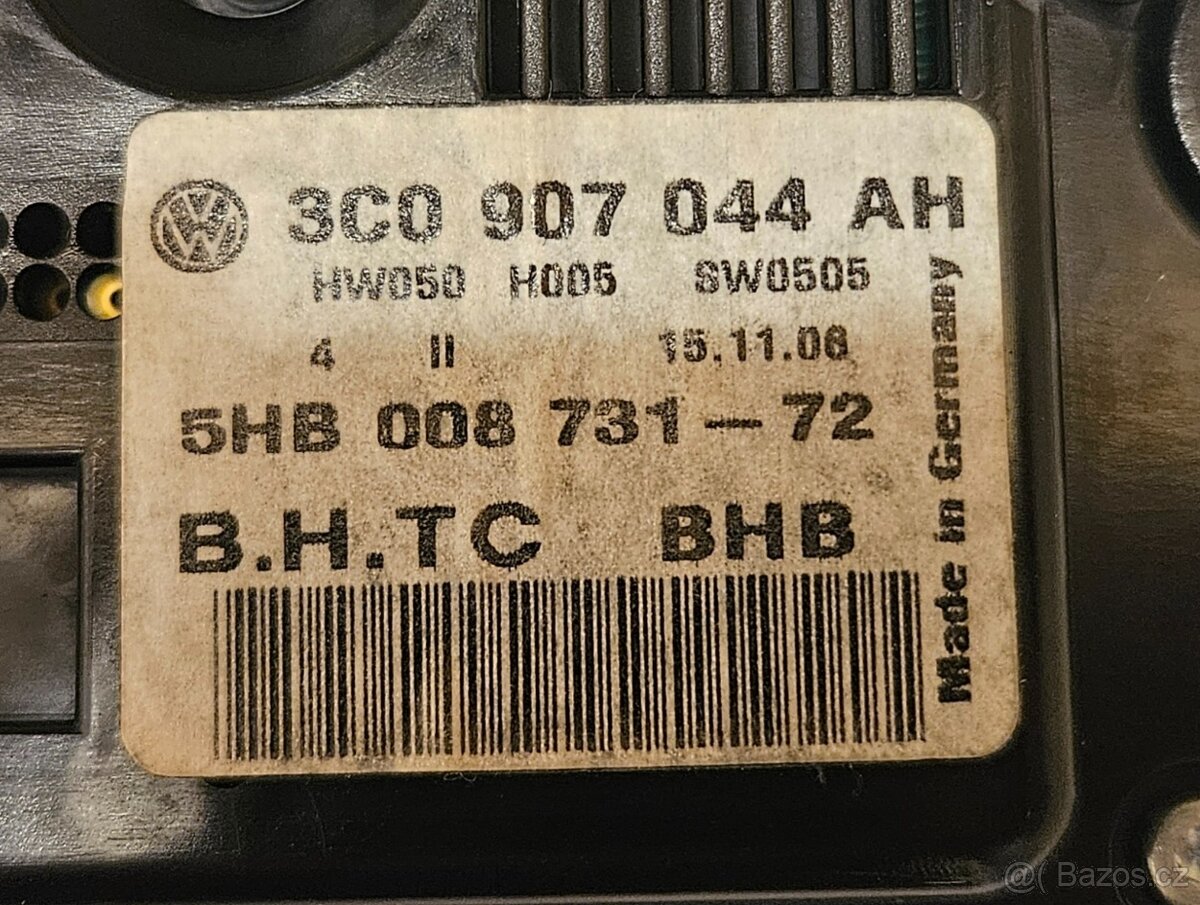 3C0 907 044 AH
HW050 H005 SW0505
4 II 15.11.06
5HB 008 731-72
B.H.TC BHB
Made in Germany
@( Bazos.cz